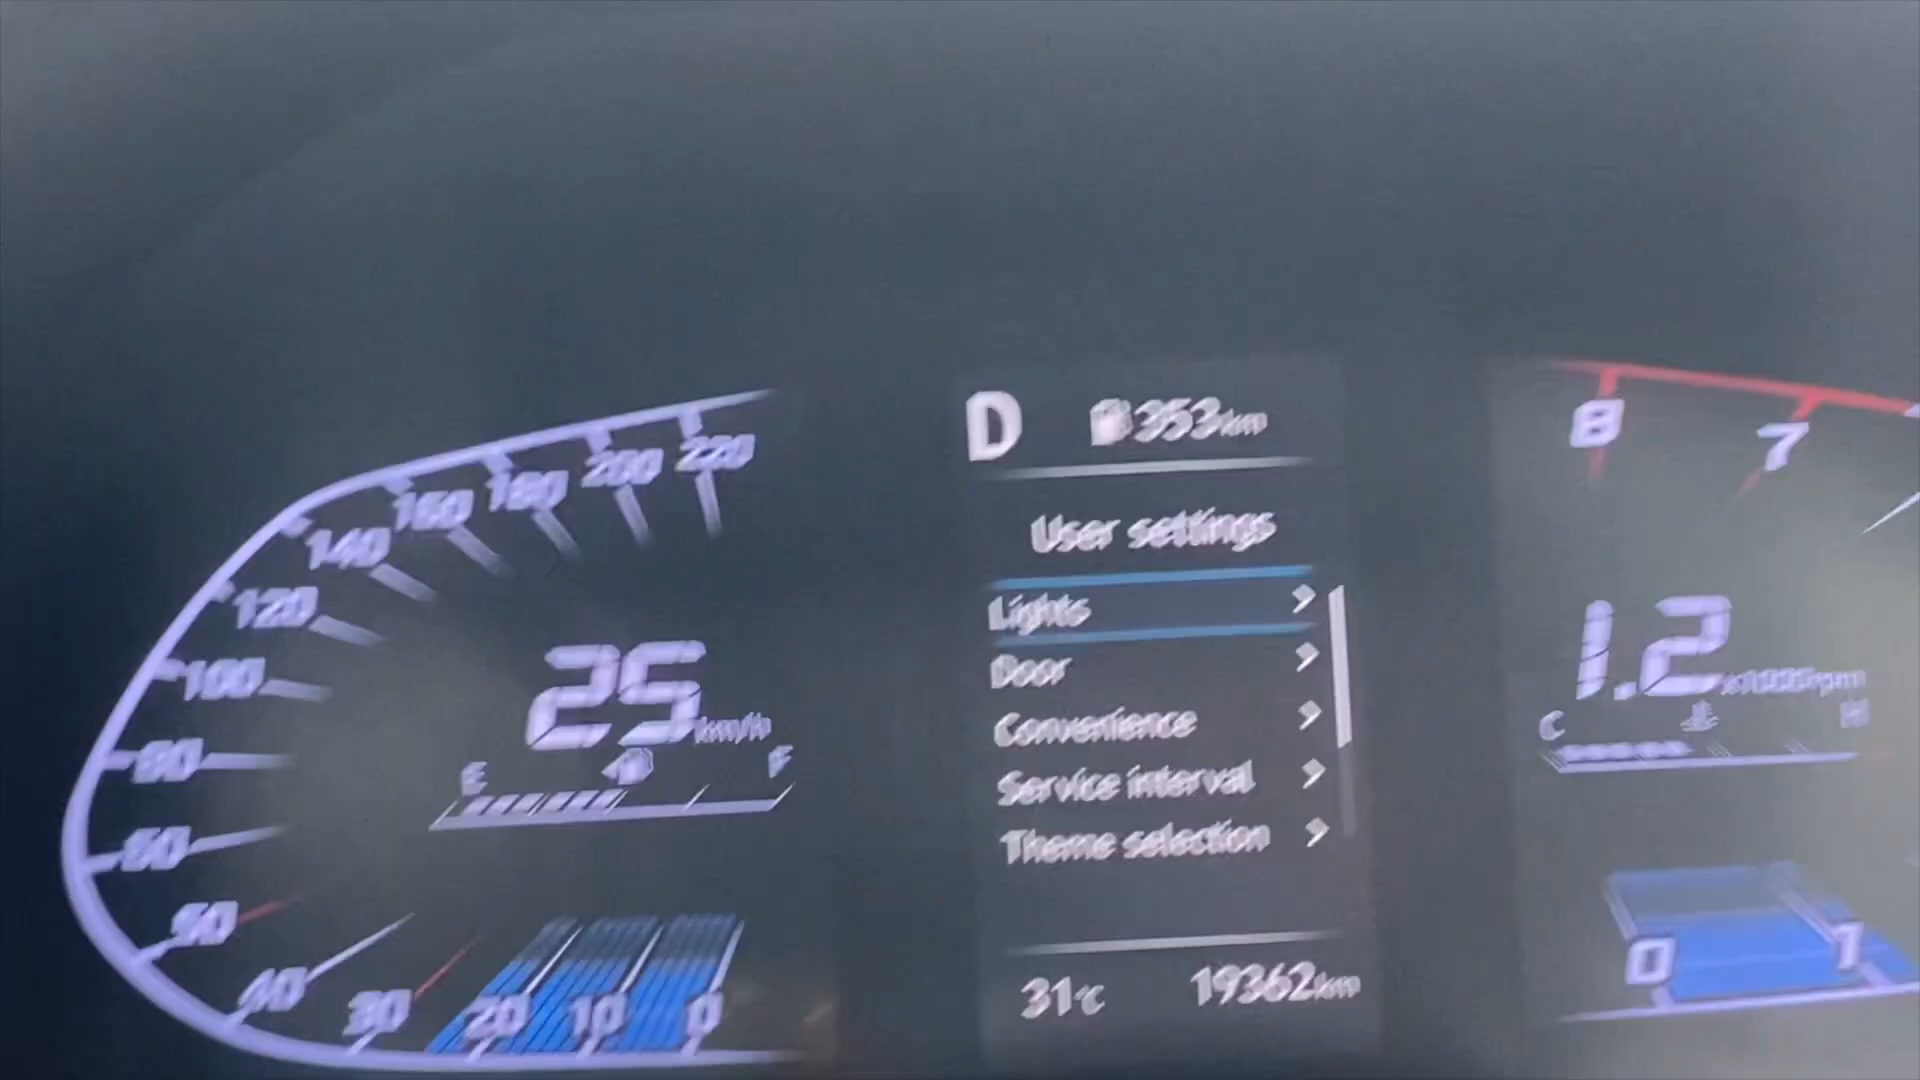 D 353km
User settings
Lights
Door
Convenience
Service interval
Theme selection
31°C 19362km
220
200
180
160
140
120
100
80
60
50
40
30
20
10
0
25 km/h
E F
8
7
1.2 x1000rpm
C H
0
1